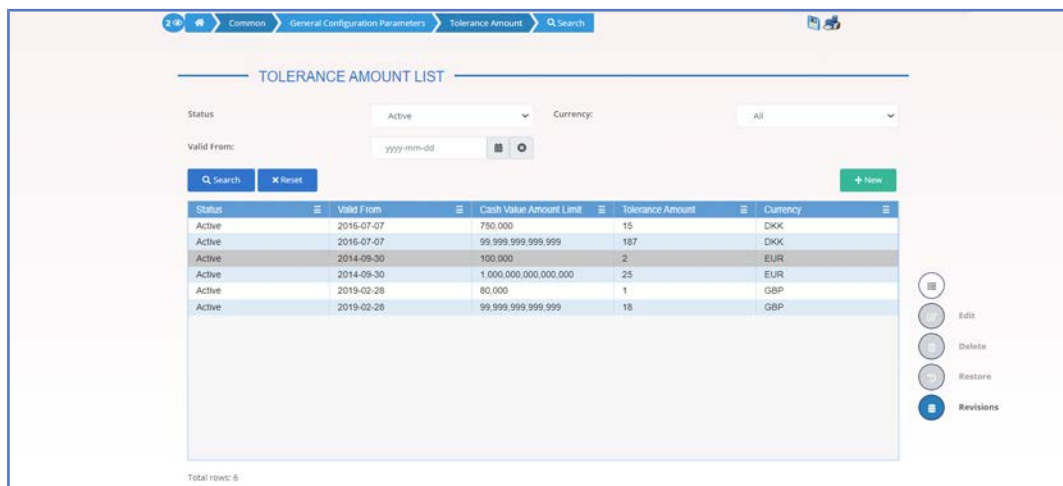 2 Common General Configuration Parameters Tolerance Amount Search
TOLERANCE AMOUNT LIST
Status Active Currency: All
Valid From: yyyy-mm-dd
Search Reset New
Status Valid From Cash Value Amount Limit Tolerance Amount Currency
Active 2016-07-07 750,000 15 DKK
Active 2016-07-07 99,999,999,999,999 187 DKK
Active 2014-09-30 100,000 2 EUR
Active 2014-09-30 1,000,000,000,000,000 25 EUR
Active 2019-02-28 80,000 1 GBP
Active 2019-02-28 99,999,999,999,999 18 GBP
Edit
Delete
Restore
Revisions
Total rows: 6